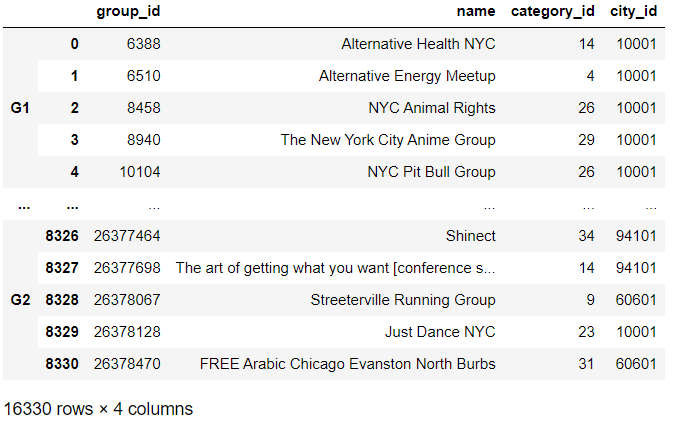 group_id name category_id city_id
0 6388 Alternative Health NYC 14 10001
1 6510 Alternative Energy Meetup 4 10001
G1 2 8458 NYC Animal Rights 26 10001
3 8940 The New York City Anime Group 29 10001
4 10104 NYC Pit Bull Group 26 10001
... ... ... ... ... ...
8326 26377464 Shinect 34 94101
8327 26377698 The art of getting what you want [conference s... 14 94101
G2 8328 26378067 Streeterville Running Group 9 60601
8329 26378128 Just Dance NYC 23 10001
8330 26378470 FREE Arabic Chicago Evanston North Burbs 31 60601
16330 rows × 4 columns